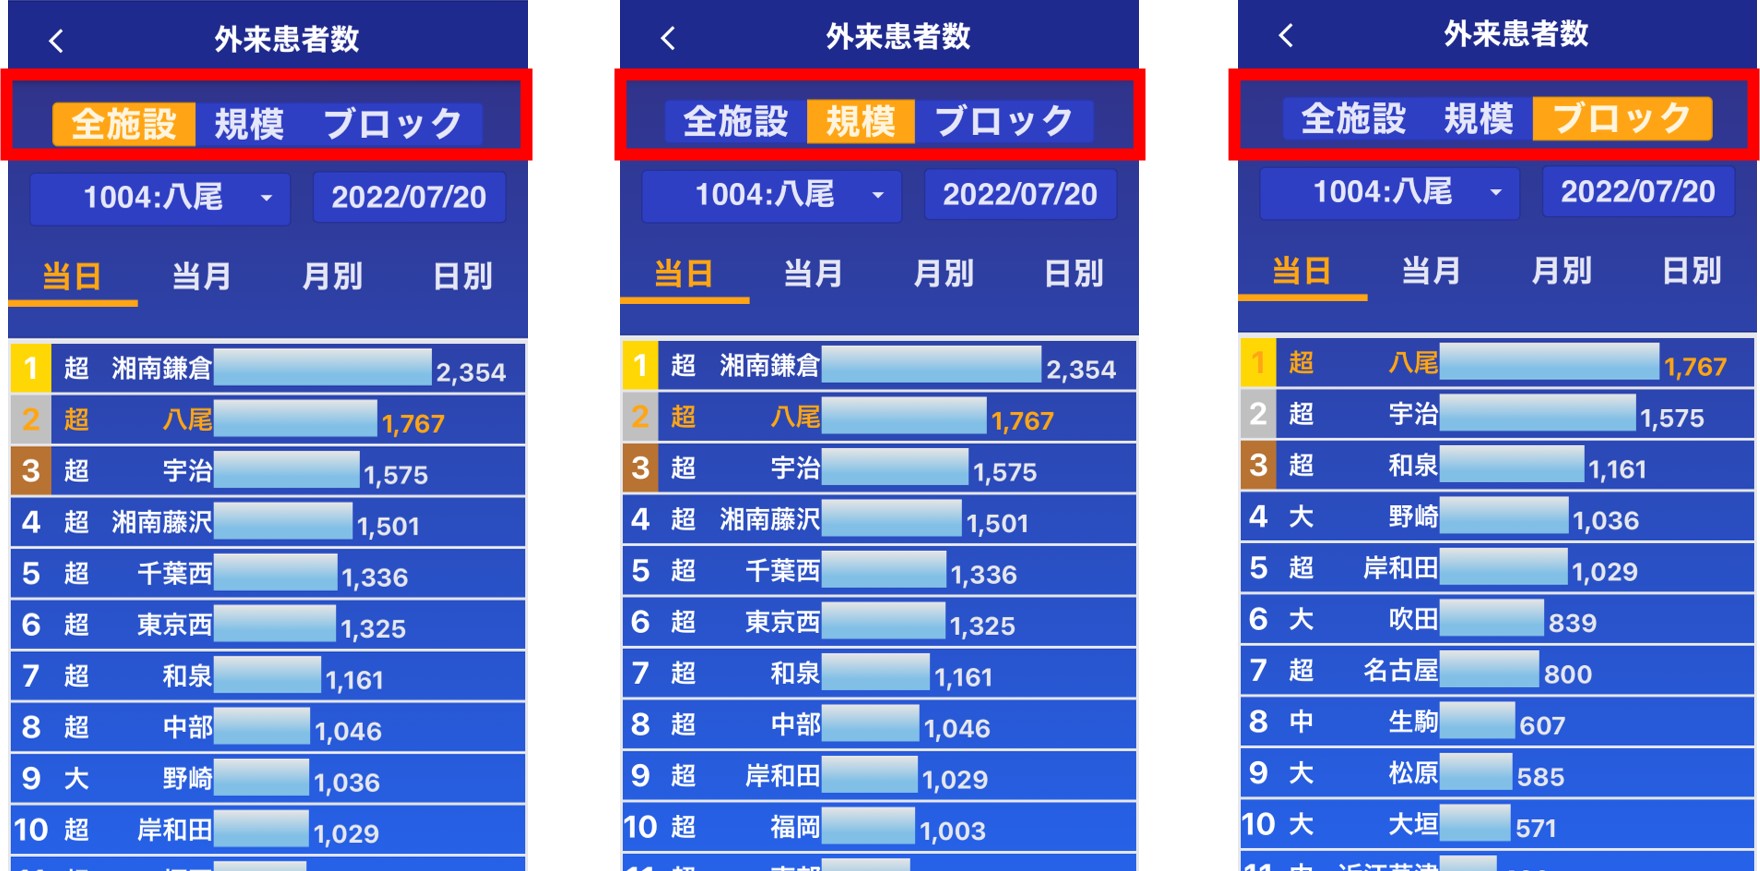 外来患者数
全施設 規模 ブロック
1004:八尾 2022/07/20
当日 当月 月別 日別
1 超 湘南鎌倉 2,354
2 超 八尾 1,767
3 超 宇治 1,575
4 超 湘南藤沢 1,501
5 超 千葉西 1,336
6 超 東京西 1,325
7 超 和泉 1,161
8 超 中部 1,046
9 大 野崎 1,036
10 超 岸和田 1,029
外来患者数
全施設 規模 ブロック
1004:八尾 2022/07/20
当日 当月 月別 日別
1 超 湘南鎌倉 2,354
2 超 八尾 1,767
3 超 宇治 1,575
4 超 湘南藤沢 1,501
5 超 千葉西 1,336
6 超 東京西 1,325
7 超 和泉 1,161
8 超 中部 1,046
9 超 岸和田 1,029
10 超 福岡 1,003
外来患者数
全施設 規模 ブロック
1004:八尾 2022/07/20
当日 当月 月別 日別
1 超 八尾 1,767
2 超 宇治 1,575
3 超 和泉 1,161
4 大 野崎 1,036
5 超 岸和田 1,029
6 大 吹田 839
7 超 名古屋 800
8 中 生駒 607
9 大 松原 585
10 大 大垣 571